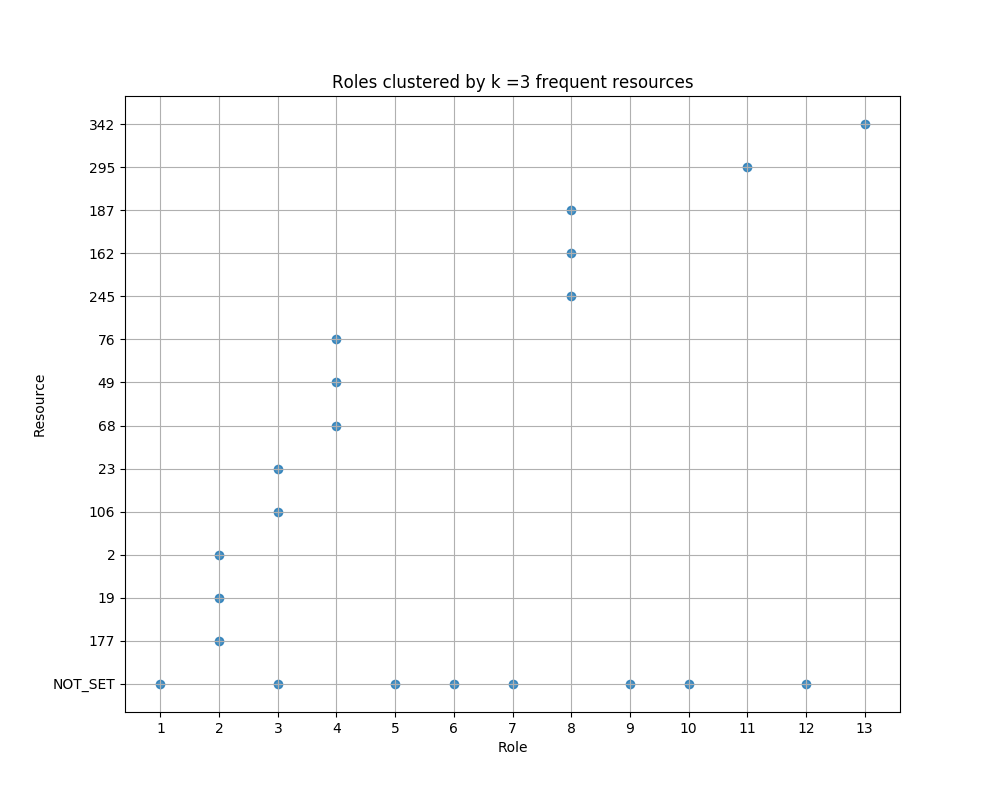 Roles clustered by k =3 frequent resources
342
295
187
162
245
76
49
68
23
106
2
19
177
NOT_SET
Resource
1 2 3 4 5 6 7 8 9 10 11 12 13
Role